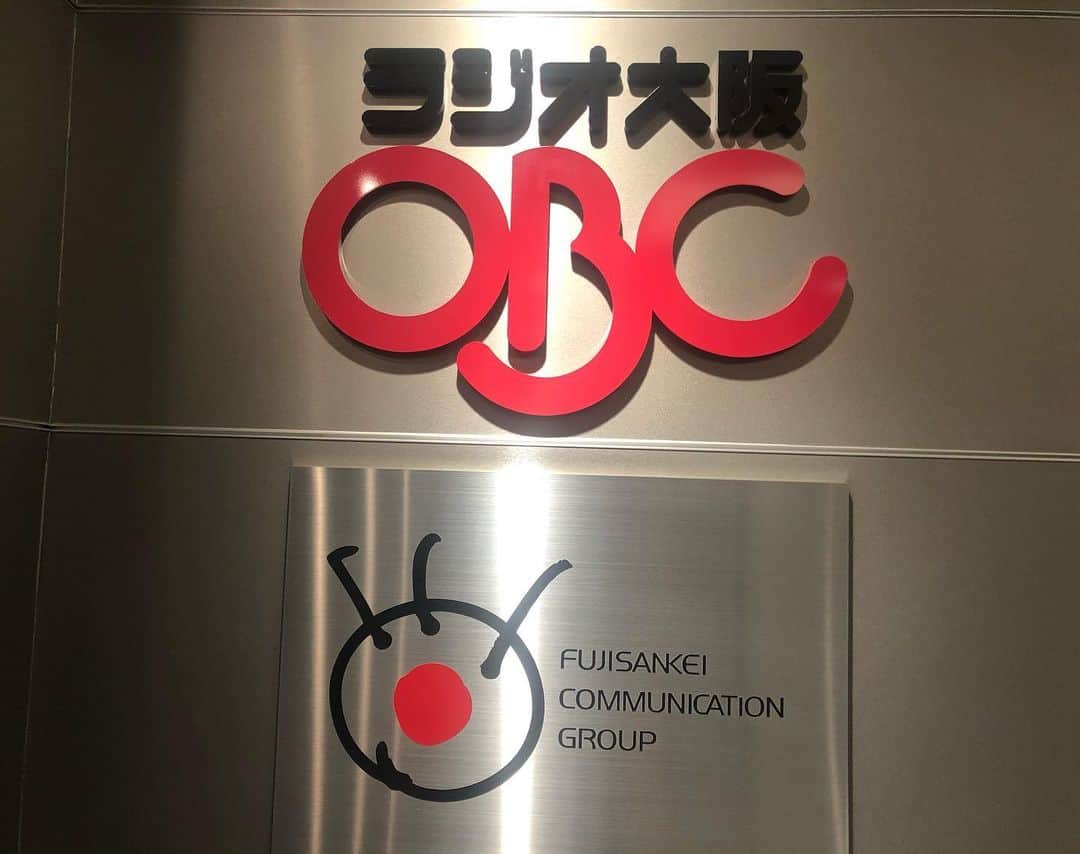 ラジオ大阪
OBC
FUJISANKEI
COMMUNICATION
GROUP